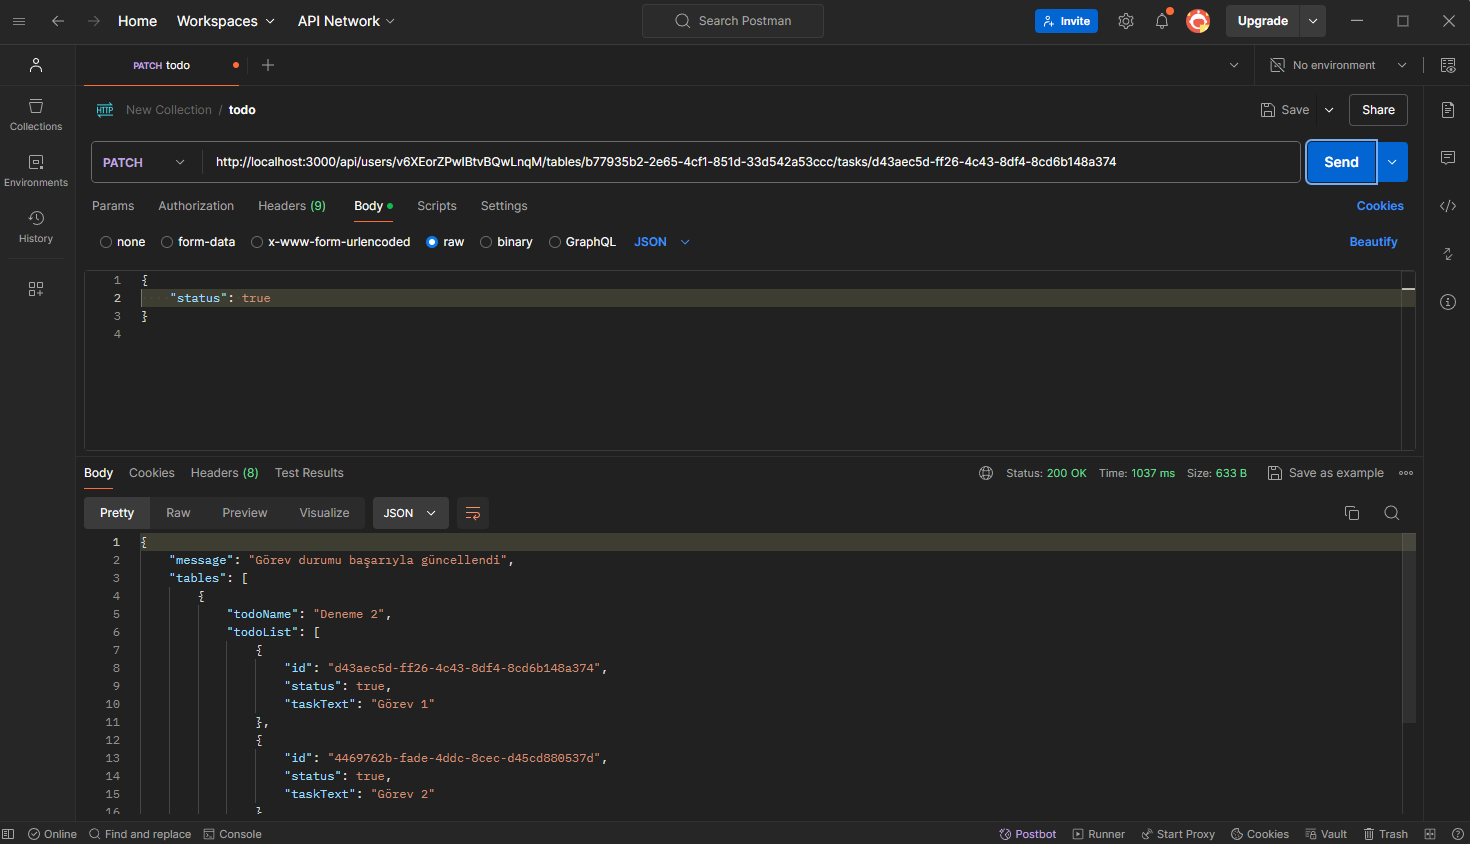 Home Workspaces API Network Search Postman Invite Upgrade
PATCH todo No environment
HTTP New Collection / todo Save Share
Collections
Environments
History
PATCH http://localhost:3000/api/users/v6XEorZPwIBtvBQwLnqM/tables/b77935b2-2e65-4cf1-851d-33d542a53ccc/tasks/d43aec5d-ff26-4c43-8df4-8cd6b148a374 Send
Params Authorization Headers (9) Body Scripts Settings Cookies
none form-data x-www-form-urlencoded raw binary GraphQL JSON Beautify
1 {
2 "status": true
3 }
4
Body Cookies Headers (8) Test Results Status: 200 OK Time: 1037 ms Size: 633 B Save as example
Pretty Raw Preview Visualize JSON
1 {
2 "message": "Görev durumu başarıyla güncellendi",
3 "tables": [
4 {
5 "todoName": "Deneme 2",
6 "todoList": [
7 {
8 "id": "d43aec5d-ff26-4c43-8df4-8cd6b148a374",
9 "status": true,
10 "taskText": "Görev 1"
11 },
12 {
13 "id": "4469762b-fade-4ddc-8cec-d45cd880537d",
14 "status": true,
15 "taskText": "Görev 2"
16 }
Online Find and replace Console Postbot Runner Start Proxy Cookies Vault Trash